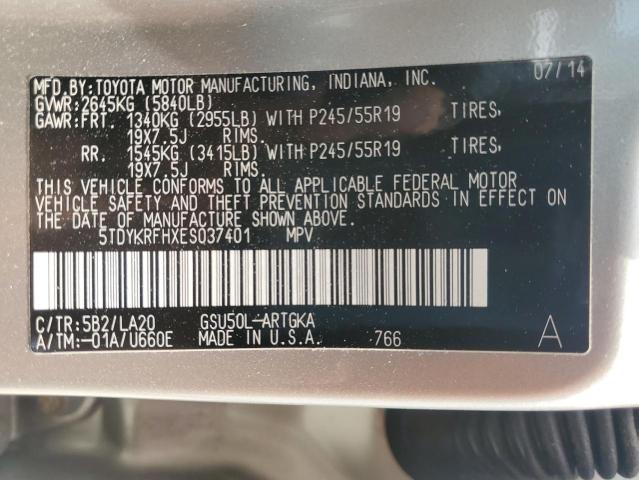 MFD.BY:TOYOTA MOTOR MANUFACTURING, INDIANA, INC. 07/14
GVWR:2645KG (5840LB)
GAWR:FRT. 1340KG (2955LB) WITH P245/55R19 TIRES,
19X7.5J RIMS.
RR. 1545KG (3415LB) WITH P245/55R19 TIRES,
19X7.5J RIMS.
THIS VEHICLE CONFORMS TO ALL APPLICABLE FEDERAL MOTOR
VEHICLE SAFETY AND THEFT PREVENTION STANDARDS IN EFFECT ON
THE DATE OF MANUFACTURE SHOWN ABOVE.
5TDYKRFHXES037401 MPV
C/TR:5B2/LA20 GSU50L-ARTGKA
A/TM:-01A/U660E MADE IN U.S.A. 766 A